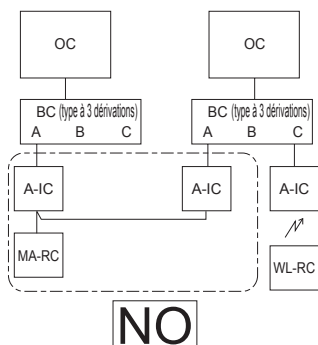 OC OC
BC (type à 3 dérivations) BC (type à 3 dérivations)
A B C A B C
A-IC A-IC A-IC
MA-RC WL-RC
NO